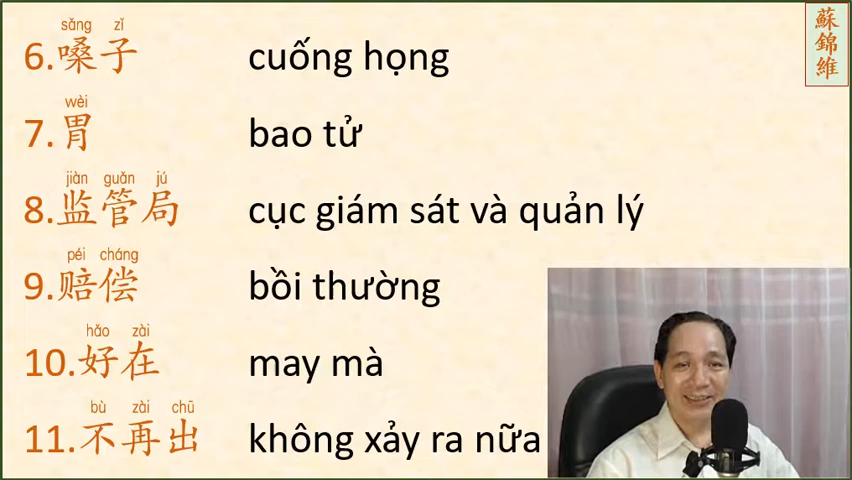 sǎng zǐ
6.嗓子 cuống họng
wèi
7.胃 bao tử
jiàn guǎn jú
8.监管局 cục giám sát và quản lý
péi cháng
9.赔偿 bồi thường
hǎo zài
10.好在 may mà
bù zài chū
11.不再出 không xảy ra nữa
蘇錦維